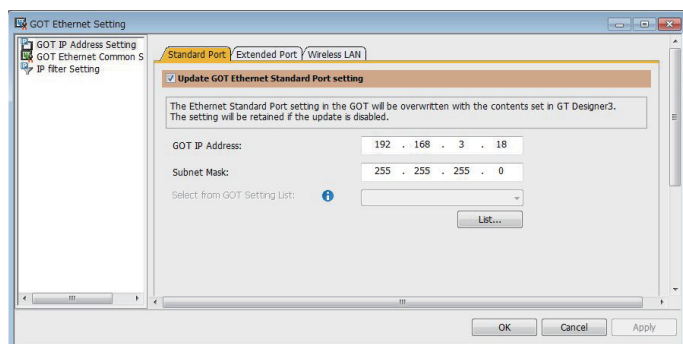 GOT Ethernet Setting
GOT IP Address Setting
GOT Ethernet Common S
IP filter Setting
Standard Port Extended Port Wireless LAN
Update GOT Ethernet Standard Port setting
The Ethernet Standard Port setting in the GOT will be overwritten with the contents set in GT Designer3.
The setting will be retained if the update is disabled.
GOT IP Address: 192 . 168 . 3 . 18
Subnet Mask: 255 . 255 . 255 . 0
Select from GOT Setting List:
List...
OK Cancel Apply